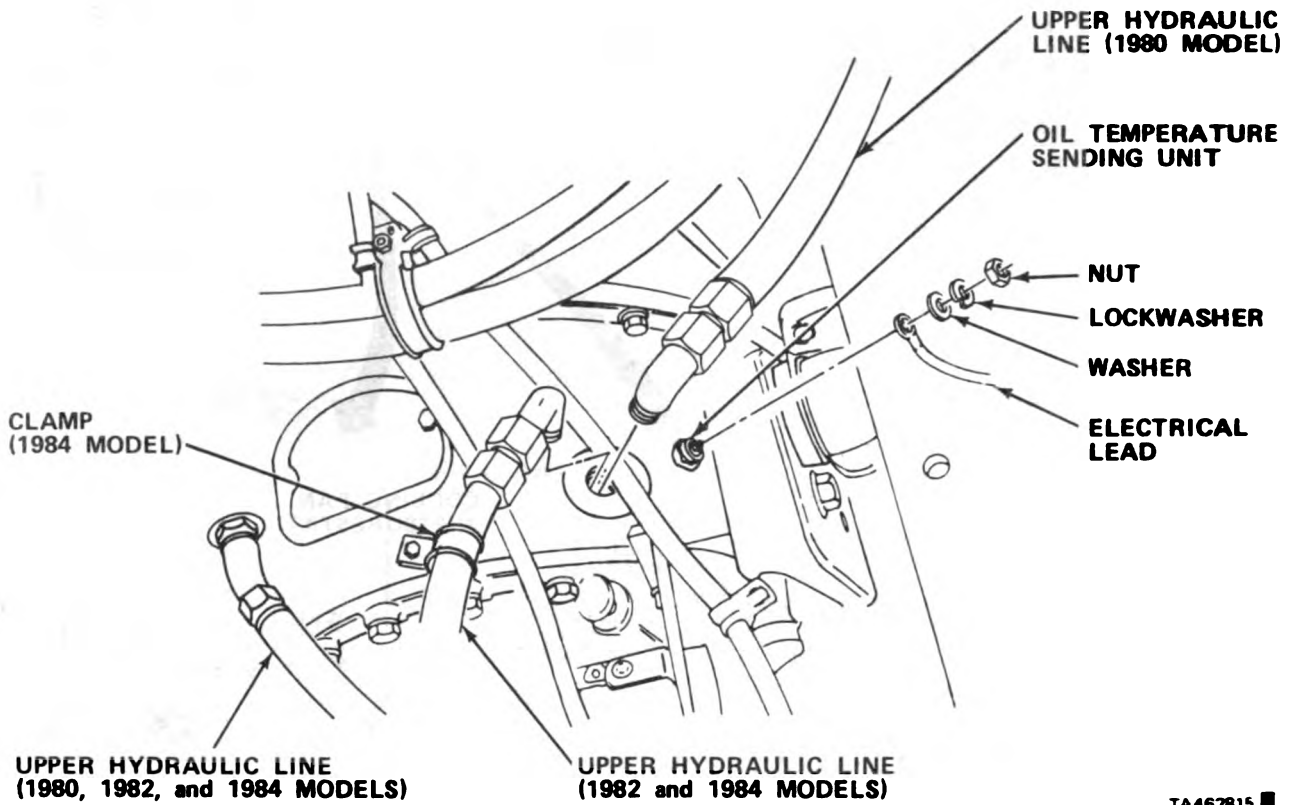 UPPER HYDRAULIC
LINE (1980 MODEL)
OIL TEMPERATURE
SENDING UNIT
NUT
LOCKWASHER
WASHER
ELECTRICAL
LEAD
CLAMP
(1984 MODEL)
UPPER HYDRAULIC LINE
(1980, 1982, and 1984 MODELS)
UPPER HYDRAULIC LINE
(1982 and 1984 MODELS)
TA462815